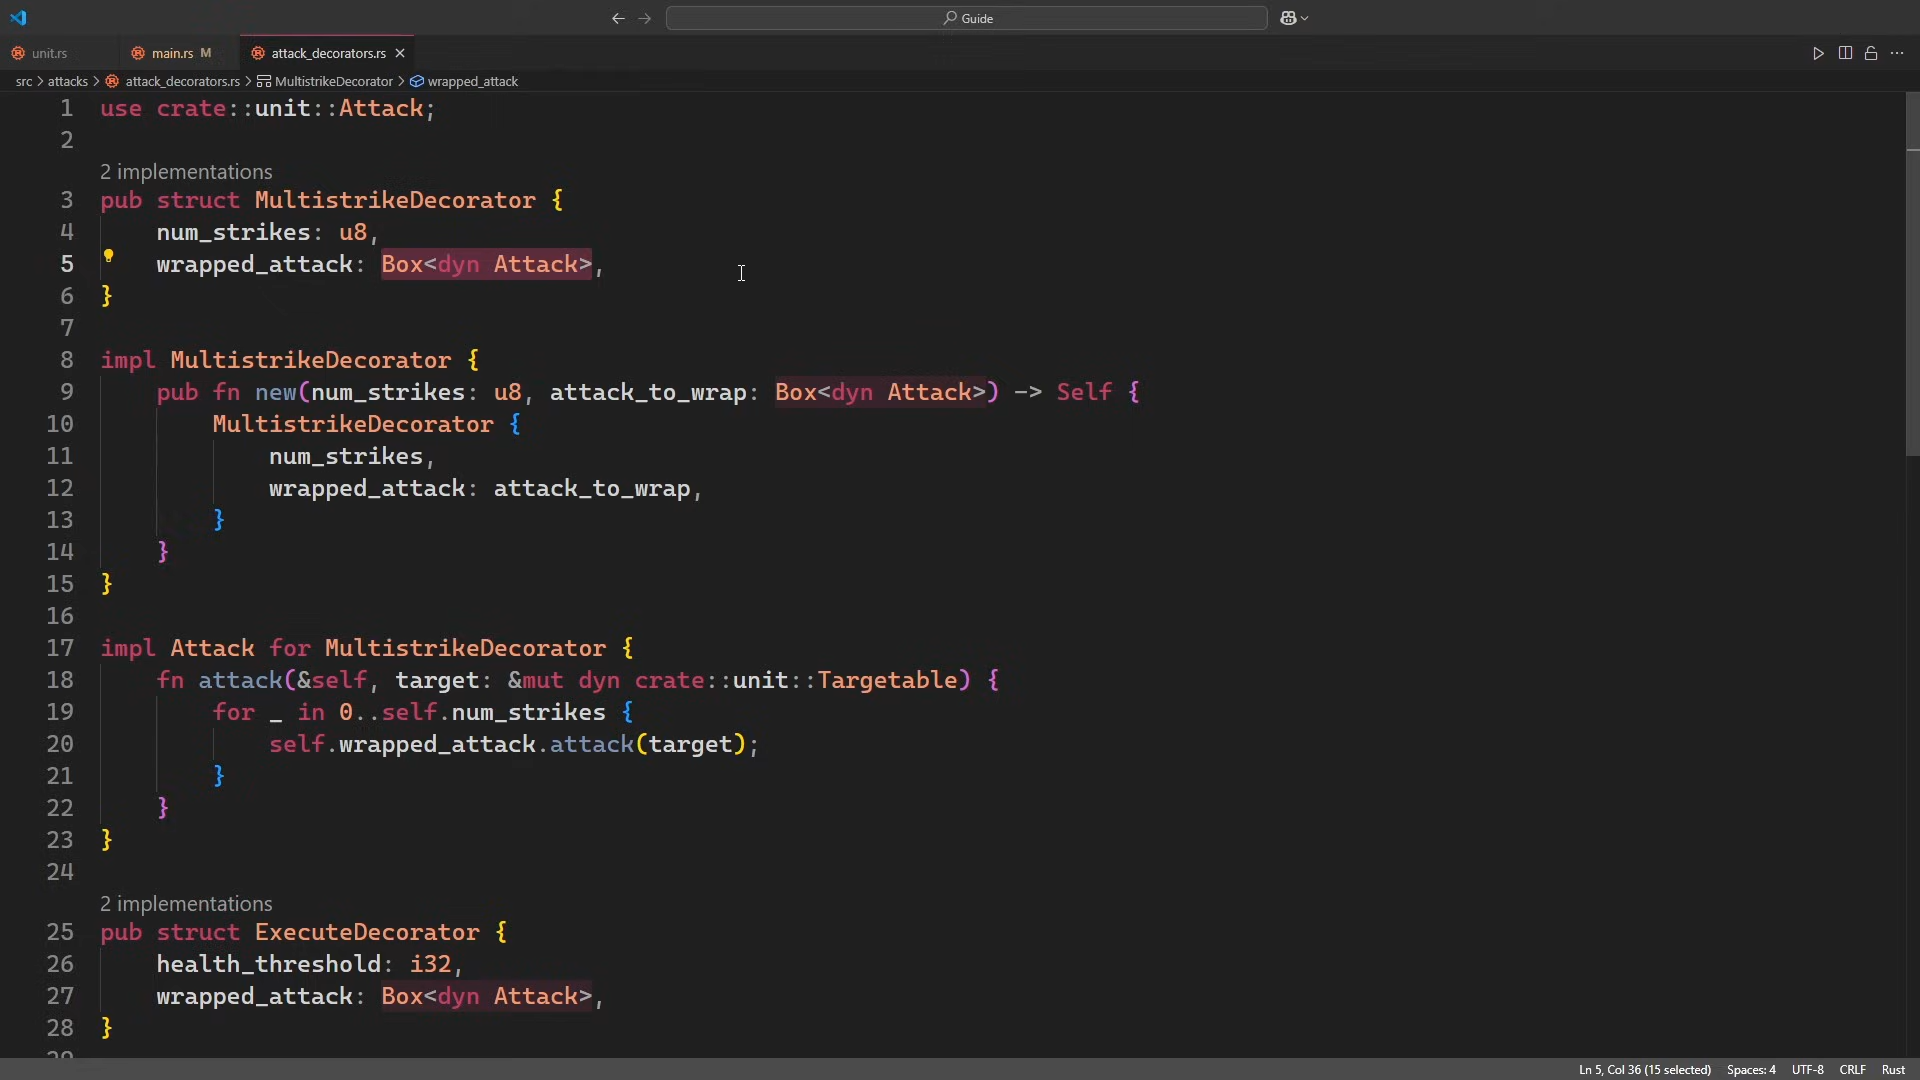 Guide
unit.rs
main.rs M
attack_decorators.rs
src > attacks > attack_decorators.rs > MultistrikeDecorator > wrapped_attack
1 use crate::unit::Attack;
2
2 implementations
3 pub struct MultistrikeDecorator {
4     num_strikes: u8,
5     wrapped_attack: Box<dyn Attack>,
6 }
7
8 impl MultistrikeDecorator {
9     pub fn new(num_strikes: u8, attack_to_wrap: Box<dyn Attack>) -> Self {
10         MultistrikeDecorator {
11             num_strikes,
12             wrapped_attack: attack_to_wrap,
13         }
14     }
15 }
16
17 impl Attack for MultistrikeDecorator {
18     fn attack(&self, target: &mut dyn crate::unit::Targetable) {
19         for _ in 0..self.num_strikes {
20             self.wrapped_attack.attack(target);
21         }
22     }
23 }
24
2 implementations
25 pub struct ExecuteDecorator {
26     health_threshold: i32,
27     wrapped_attack: Box<dyn Attack>,
28 }
Ln 5, Col 36 (15 selected) Spaces: 4 UTF-8 CRLF Rust